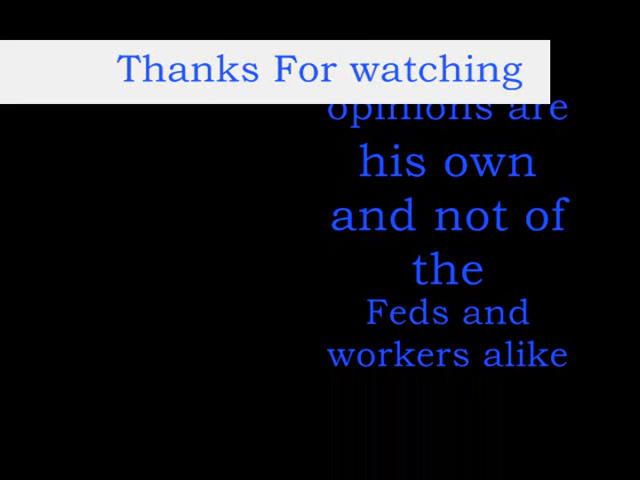 Thanks For watching
opinions are
his own
and not of
the
Feds and
workers alike